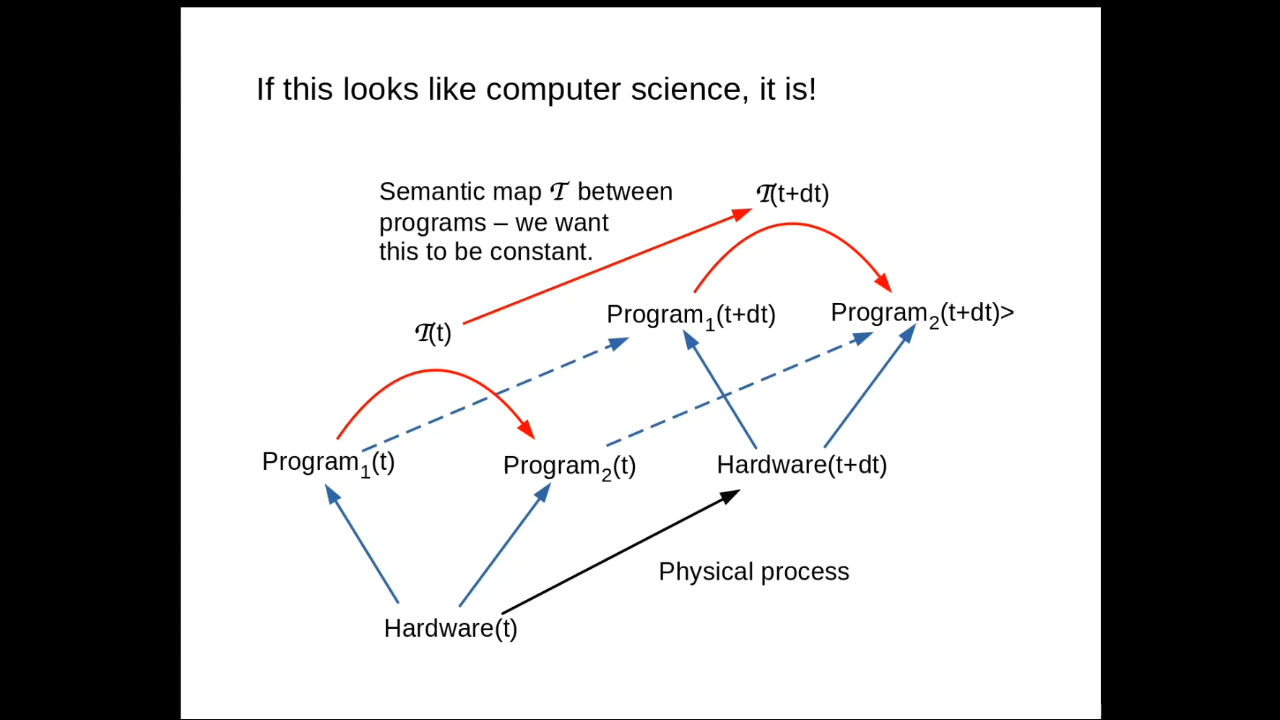 If this looks like computer science, it is!
Semantic map 𝒯 between
programs – we want
this to be constant.
𝒯(t+dt)
𝒯(t)
Program₁(t+dt)
Program₂(t+dt)>
Program₁(t)
Program₂(t)
Hardware(t+dt)
Physical process
Hardware(t)